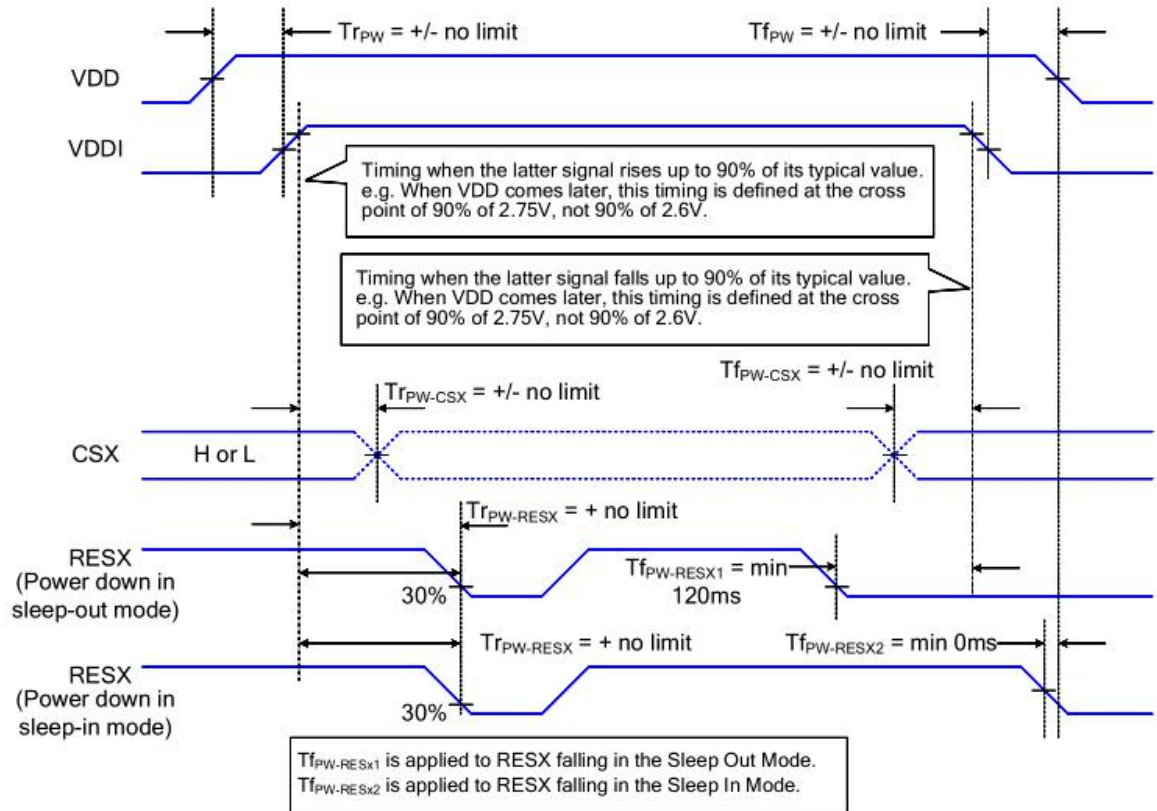 TrPW = +/- no limit
TfPW = +/- no limit
VDD
VDDI
Timing when the latter signal rises up to 90% of its typical value.
e.g. When VDD comes later, this timing is defined at the cross
point of 90% of 2.75V, not 90% of 2.6V.
Timing when the latter signal falls up to 90% of its typical value.
e.g. When VDD comes later, this timing is defined at the cross
point of 90% of 2.75V, not 90% of 2.6V.
TrPW-CSX = +/- no limit
TfPW-CSX = +/- no limit
CSX
H or L
TrPW-RESX = + no limit
RESX
(Power down in
sleep-out mode)
30%
TfPW-RESX1 = min
120ms
TrPW-RESX = + no limit
TfPW-RESX2 = min 0ms
RESX
(Power down in
sleep-in mode)
30%
TfPW-RESx1 is applied to RESX falling in the Sleep Out Mode.
TfPW-RESx2 is applied to RESX falling in the Sleep In Mode.